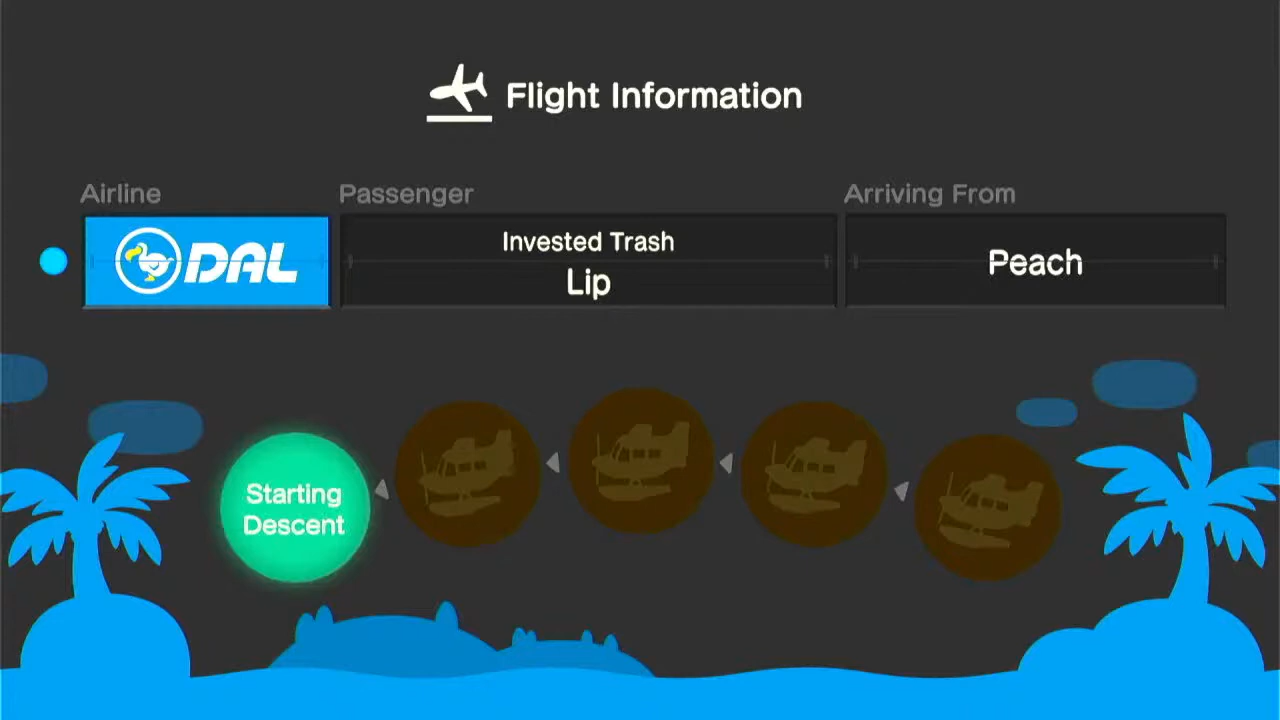 Flight Information
Airline
Passenger
Arriving From
DAL
Invested Trash
Lip
Peach
Starting
Descent